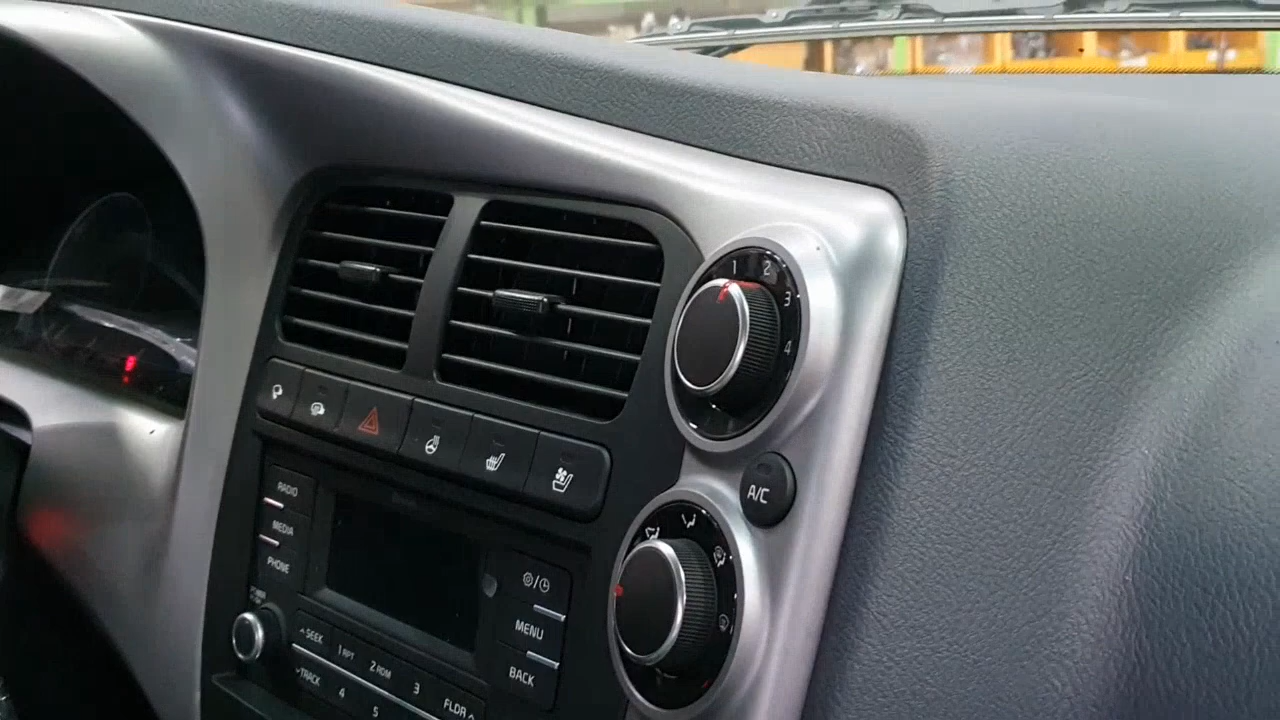 1 2 3 4
A/C
RADIO
MEDIA
PHONE
MENU
BACK
SEEK 1 RPT 2 RDM 3 FLDR
TRACK 4 5